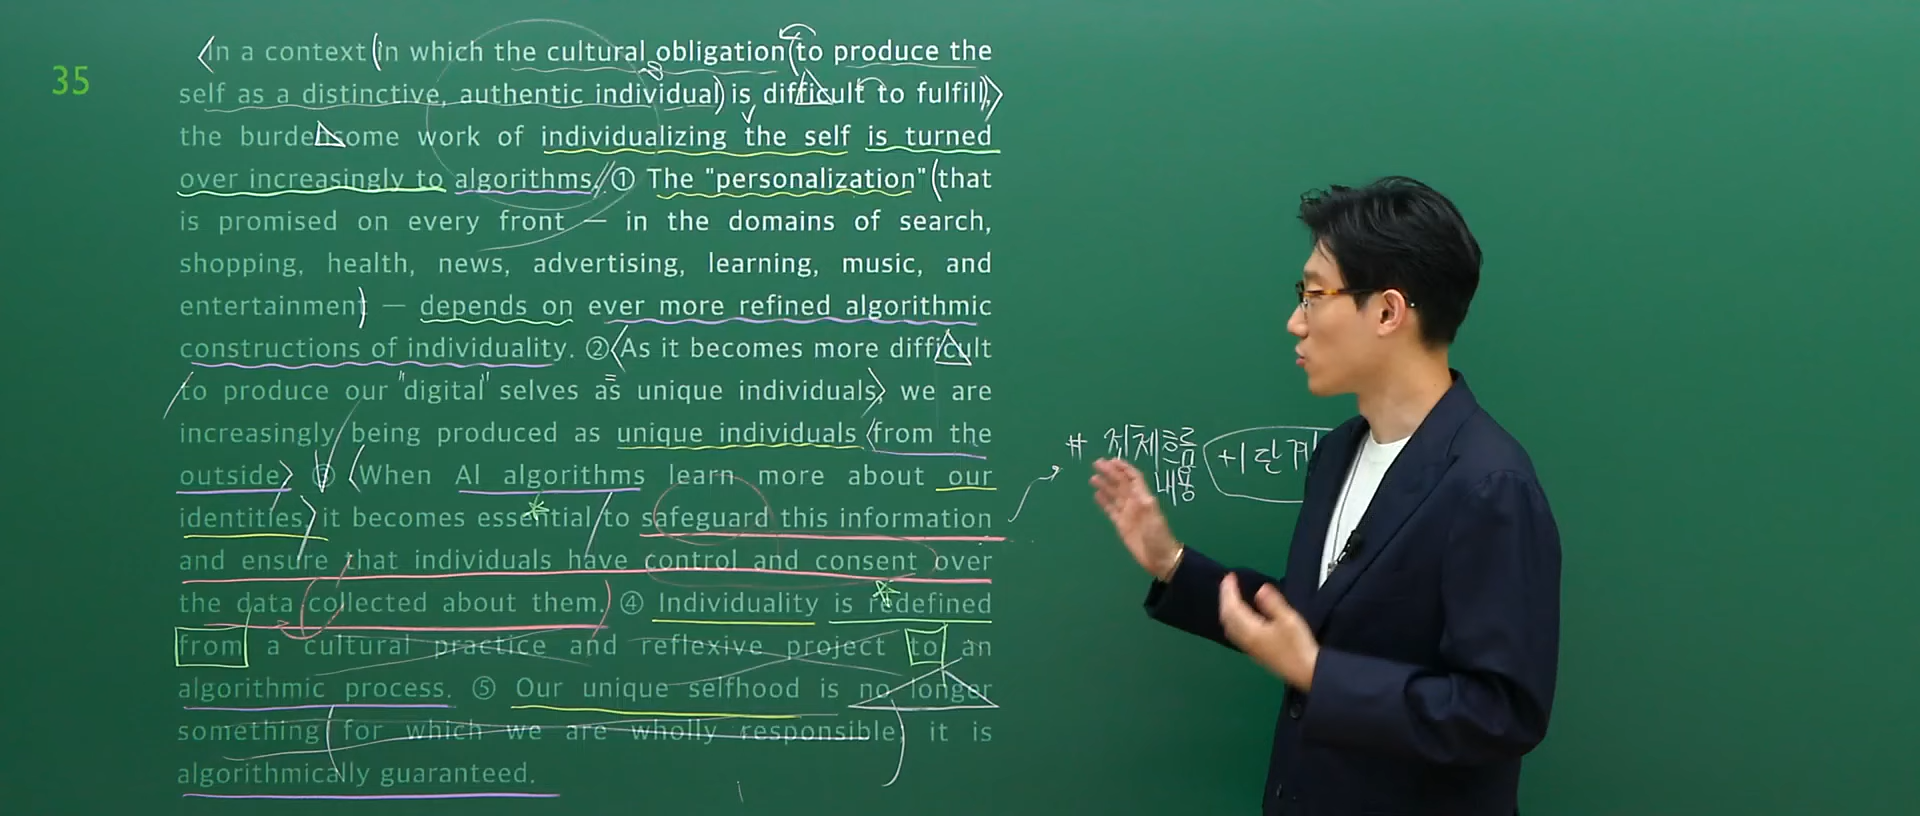 35
In a context in which the cultural obligation to produce the
self as a distinctive, authentic individual is difficult to fulfill,
the burdensome work of individualizing the self is turned
over increasingly to algorithms. ① The "personalization" that
is promised on every front — in the domains of search,
shopping, health, news, advertising, learning, music, and
entertainment — depends on ever more refined algorithmic
constructions of individuality. ② As it becomes more difficult
to produce our "digital" selves as unique individuals, we are
increasingly being produced as unique individuals from the
outside. ③ When AI algorithms learn more about our
identities, it becomes essential to safeguard this information
and ensure that individuals have control and consent over
the data collected about them. ④ Individuality is redefined
from a cultural practice and reflexive project to an
algorithmic process. ⑤ Our unique selfhood is no longer
something for which we are wholly responsible; it is
algorithmically guaranteed.
# 전체흐름
내용
+1단계